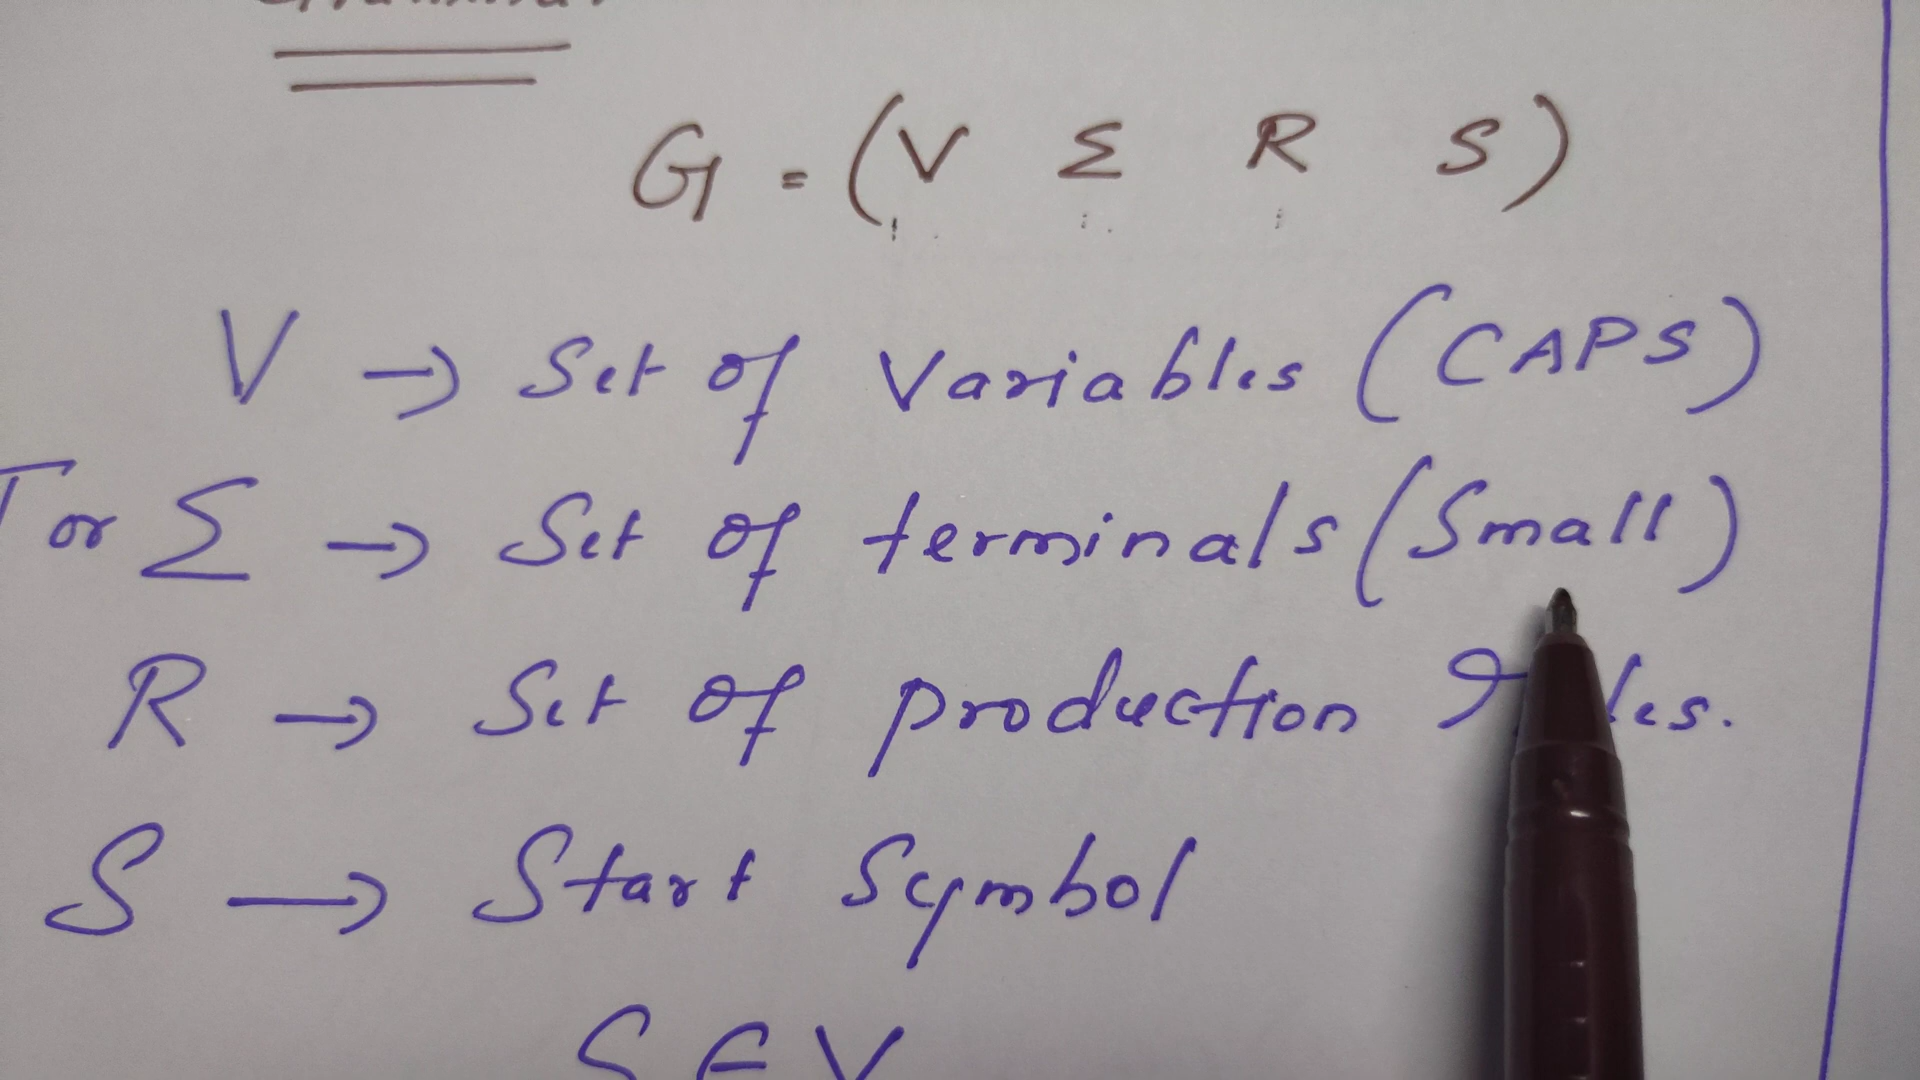 G = (V Σ R S)
V → Set of Variables (CAPS)
T or Σ → Set of terminals (Small)
R → Set of production
S → Start Symbol
S ∈ V